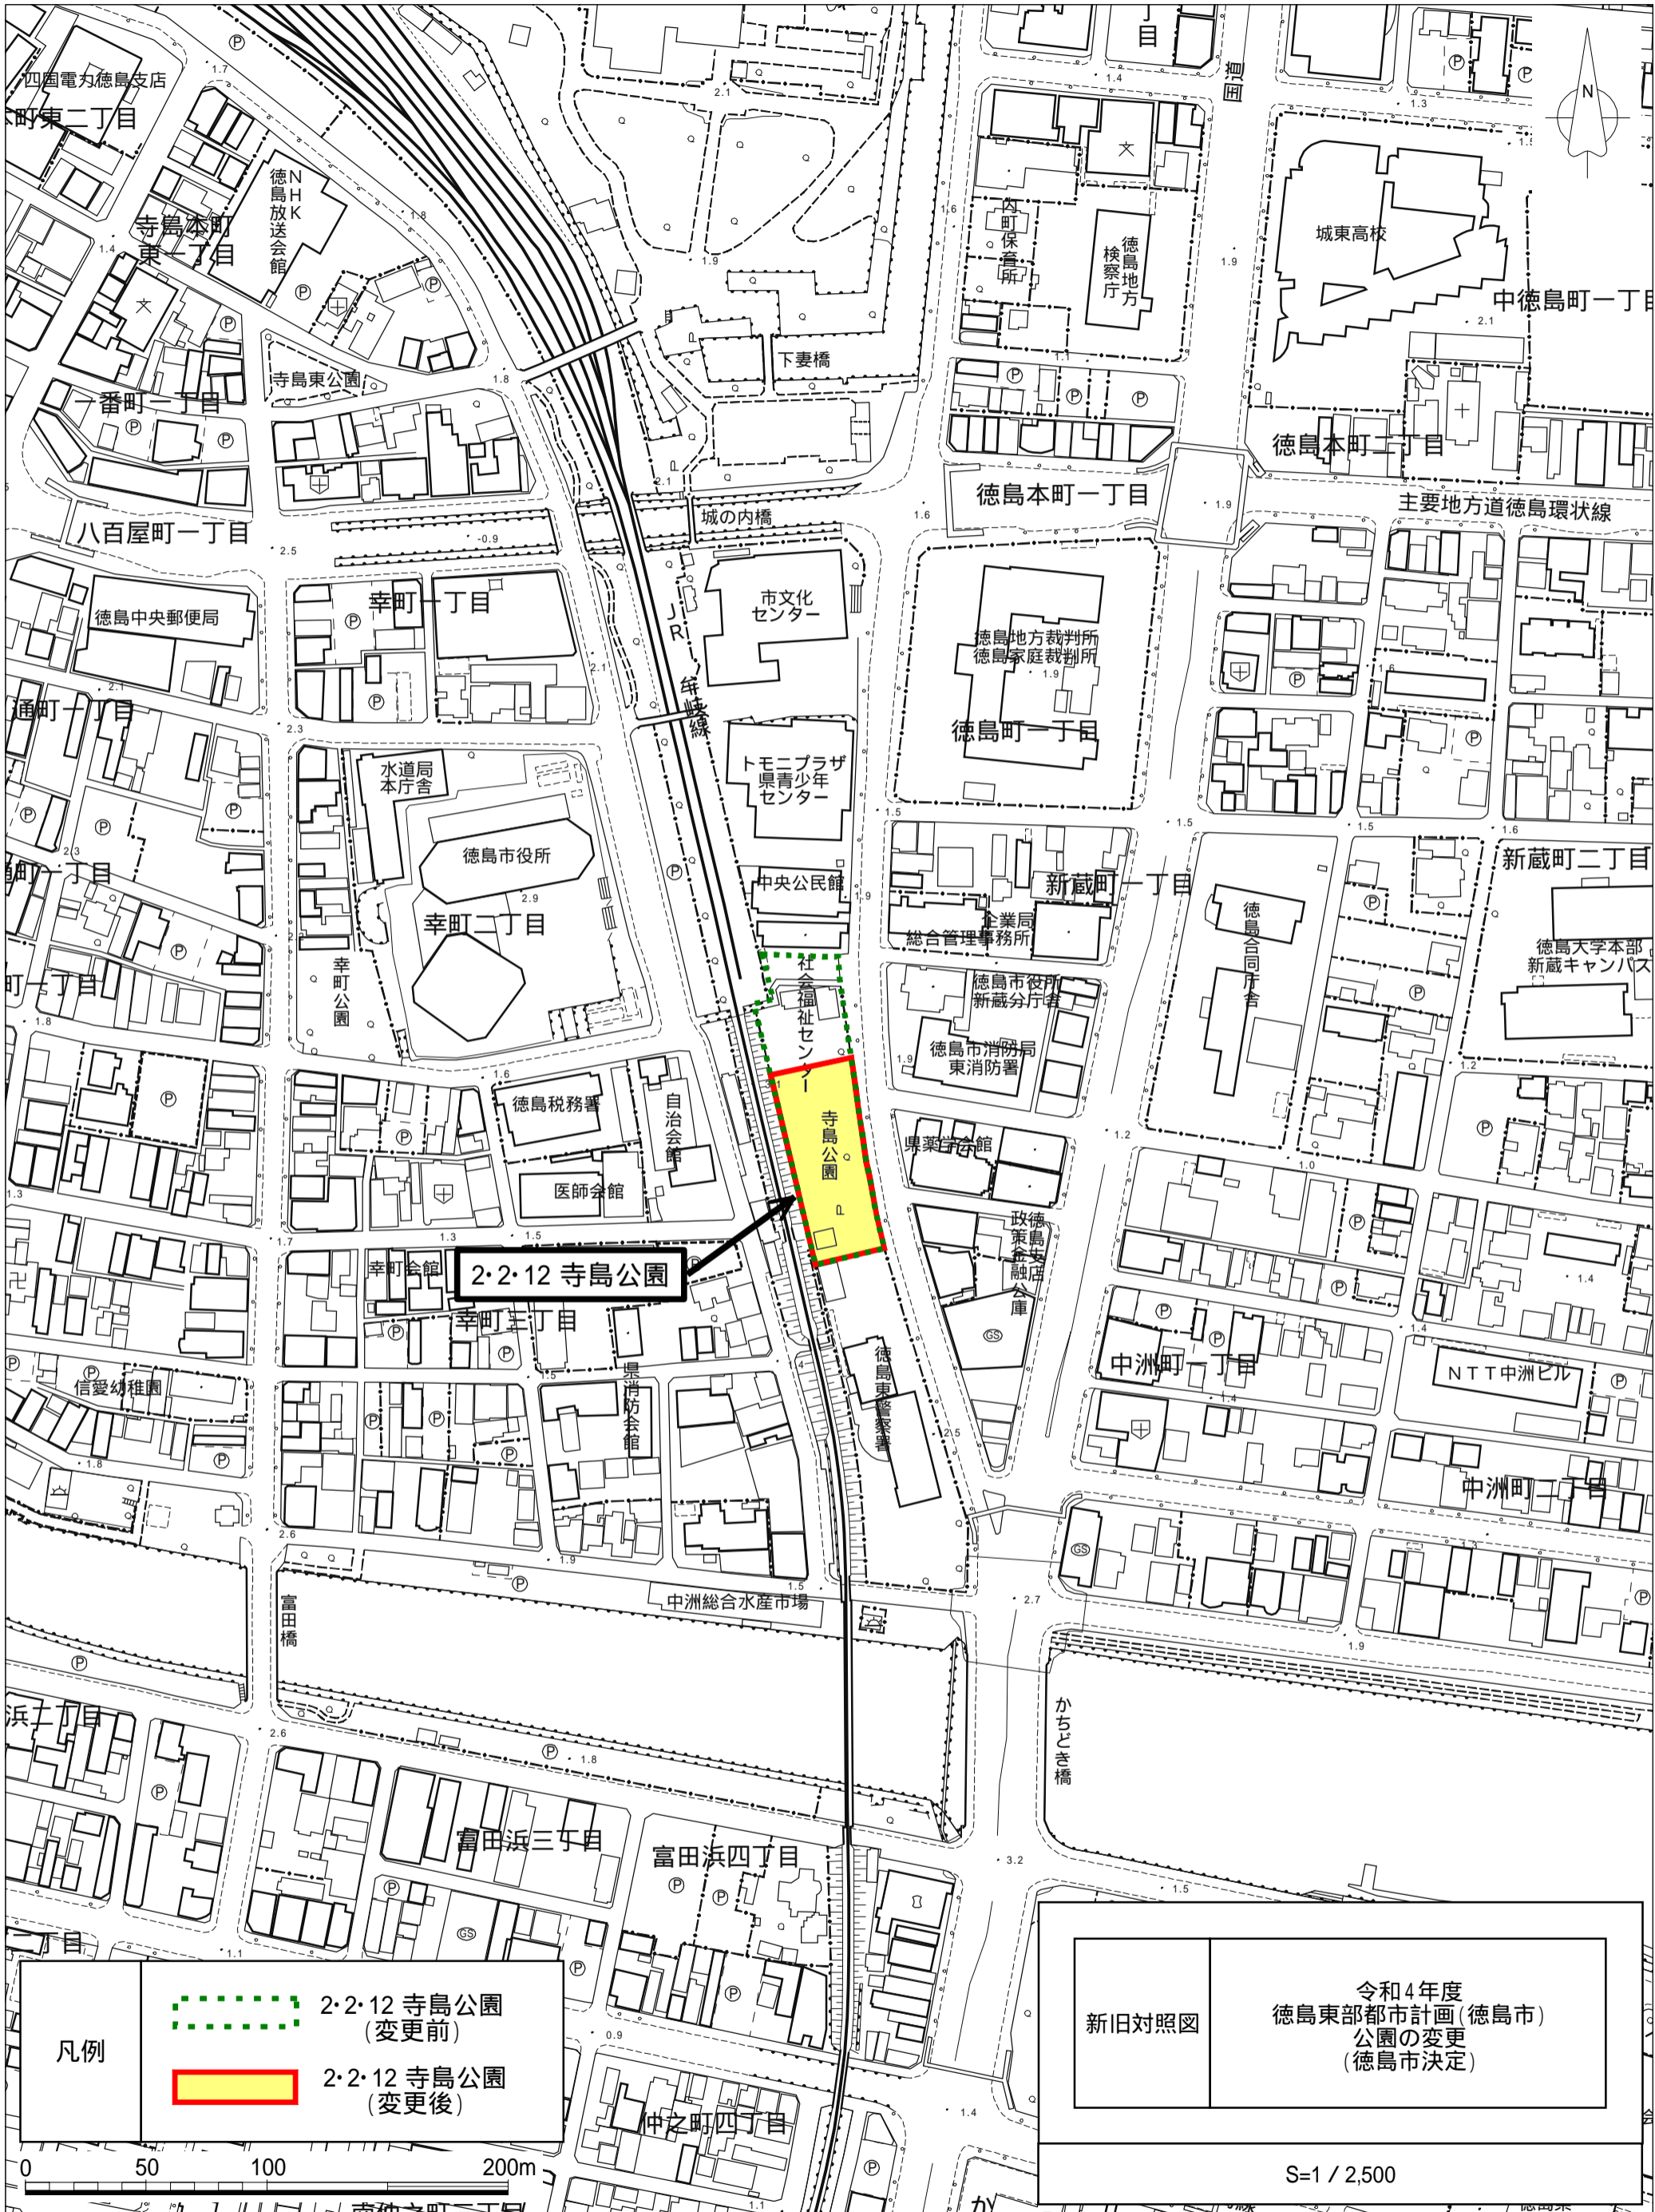 四国電力徳島支店
NHK
徳島放送会館
寺島本町
東一丁目
寺島東公園
一番町一丁目
八百屋町一丁目
徳島中央郵便局
通町一丁目
幸町一丁目
水道局
本庁舎
徳島市役所
幸町二丁目
幸町公園
下妻橋
城の内橋
JR
牟岐線
市文化
センター
トモニプラザ
県青少年
センター
中央公民館
社会福祉センター
寺島公園
内町保育所
徳島地方
検察庁
国道
N
城東高校
徳島本町一丁目
徳島本町二丁目
主要地方道徳島環状線
徳島地方裁判所
徳島家庭裁判所
徳島町一丁目
新蔵町一丁目
新蔵町二丁目
企業局
総合管理事務所
徳島合同庁舎
徳島大学本部
新蔵キャンパス
徳島市役所
新蔵分庁舎
徳島市消防局
東消防署
県薬学会館
徳島税務署
自治会館
医師会館
2・2・12 寺島公園
幸町会館
幸町三丁目
県消防会館
信愛幼稚園
徳島支店
政策金融公庫
徳島東警察署
中洲町一丁目
NTT中洲ビル
中洲町二丁目
中洲総合水産市場
富田橋
かちどき橋
富田浜三丁目
富田浜四丁目
仲之町四丁目
凡例
2・2・12 寺島公園
(変更前)
2・2・12 寺島公園
(変更後)
0 50 100 200m
新旧対照図
令和4年度
徳島東部都市計画(徳島市)
公園の変更
(徳島市決定)
S=1 / 2,500